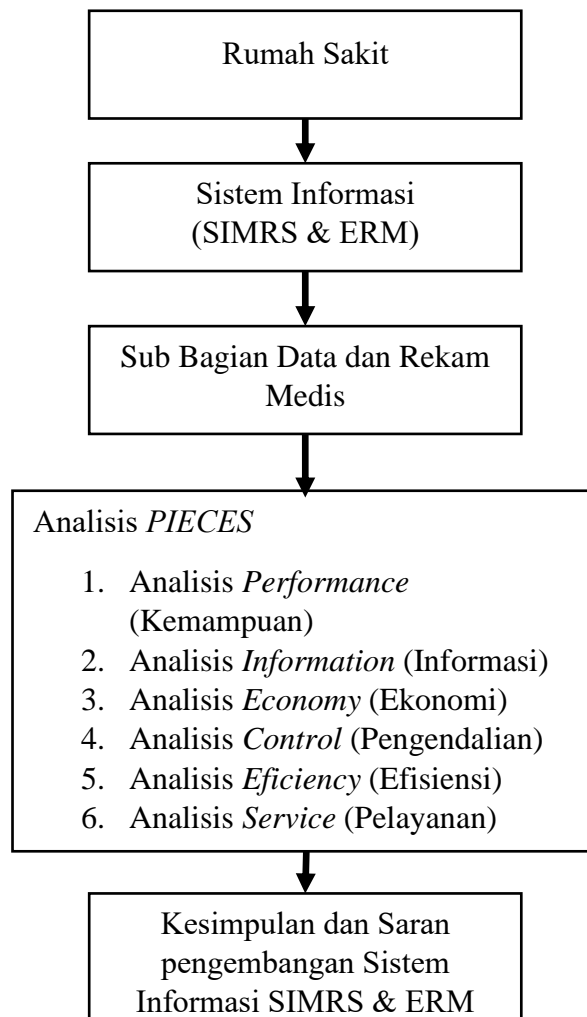 Rumah Sakit
Sistem Informasi
(SIMRS & ERM)
Sub Bagian Data dan Rekam
Medis
Analisis PIECES
1. Analisis Performance
(Kemampuan)
2. Analisis Information (Informasi)
3. Analisis Economy (Ekonomi)
4. Analisis Control (Pengendalian)
5. Analisis Eficiency (Efisiensi)
6. Analisis Service (Pelayanan)
Kesimpulan dan Saran
pengembangan Sistem
Informasi SIMRS & ERM